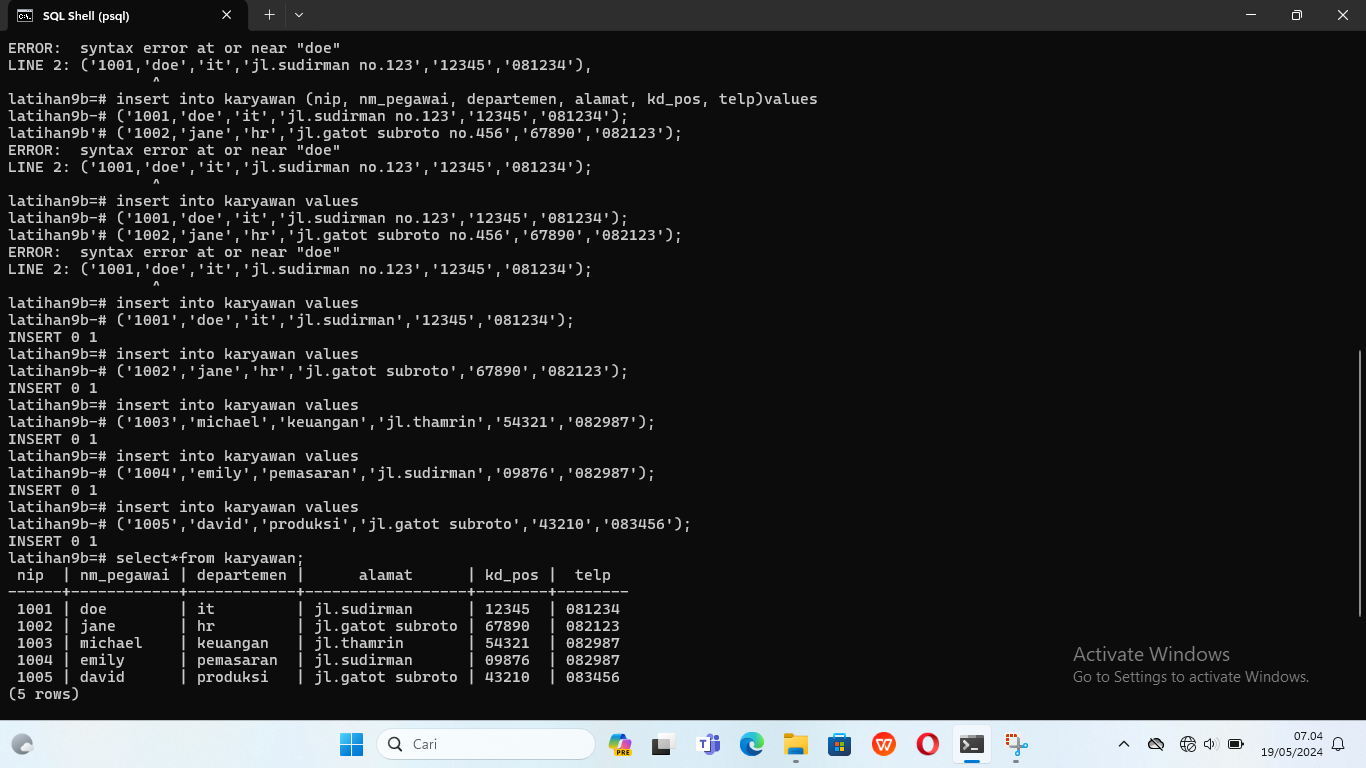 SQL Shell (psql)
ERROR:  syntax error at or near "doe"
LINE 2: ('1001,'doe','it','jl.sudirman no.123','12345','081234'),
^
latihan9b=# insert into karyawan (nip, nm_pegawai, departemen, alamat, kd_pos, telp)values
latihan9b-# ('1001,'doe','it','jl.sudirman no.123','12345','081234');
latihan9b'# ('1002,'jane','hr','jl.gatot subroto no.456','67890','082123');
ERROR:  syntax error at or near "doe"
LINE 2: ('1001,'doe','it','jl.sudirman no.123','12345','081234');
^
latihan9b=# insert into karyawan values
latihan9b-# ('1001,'doe','it','jl.sudirman no.123','12345','081234');
latihan9b'# ('1002,'jane','hr','jl.gatot subroto no.456','67890','082123');
ERROR:  syntax error at or near "doe"
LINE 2: ('1001,'doe','it','jl.sudirman no.123','12345','081234');
^
latihan9b=# insert into karyawan values
latihan9b-# ('1001','doe','it','jl.sudirman','12345','081234');
INSERT 0 1
latihan9b=# insert into karyawan values
latihan9b-# ('1002','jane','hr','jl.gatot subroto','67890','082123');
INSERT 0 1
latihan9b=# insert into karyawan values
latihan9b-# ('1003','michael','keuangan','jl.thamrin','54321','082987');
INSERT 0 1
latihan9b=# insert into karyawan values
latihan9b-# ('1004','emily','pemasaran','jl.sudirman','09876','082987');
INSERT 0 1
latihan9b=# insert into karyawan values
latihan9b-# ('1005','david','produksi','jl.gatot subroto','43210','083456');
INSERT 0 1
latihan9b=# select*from karyawan;
 nip  | nm_pegawai | departemen |      alamat      | kd_pos |  telp
------+------------+------------+------------------+--------+--------
 1001 | doe        | it         | jl.sudirman      | 12345  | 081234
 1002 | jane       | hr         | jl.gatot subroto | 67890  | 082123
 1003 | michael    | keuangan   | jl.thamrin       | 54321  | 082987
 1004 | emily      | pemasaran  | jl.sudirman      | 09876  | 082987
 1005 | david      | produksi   | jl.gatot subroto | 43210  | 083456
(5 rows)
Activate Windows
Go to Settings to activate Windows.
Cari
PRE
07.04
19/05/2024